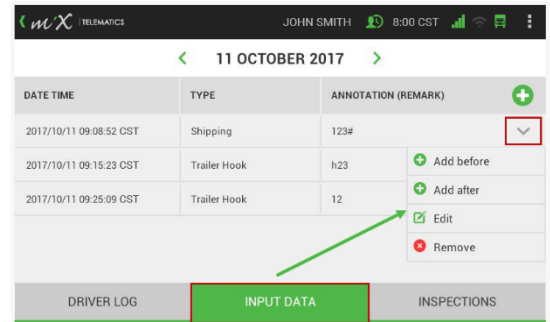 mX | TELEMATICS JOHN SMITH 8:00 CST
11 OCTOBER 2017
DATE TIME TYPE ANNOTATION (REMARK)
2017/10/11 09:08:52 CST Shipping 123#
2017/10/11 09:15:23 CST Trailer Hook h23
2017/10/11 09:25:09 CST Trailer Hook 12
Add before
Add after
Edit
Remove
DRIVER LOG INPUT DATA INSPECTIONS